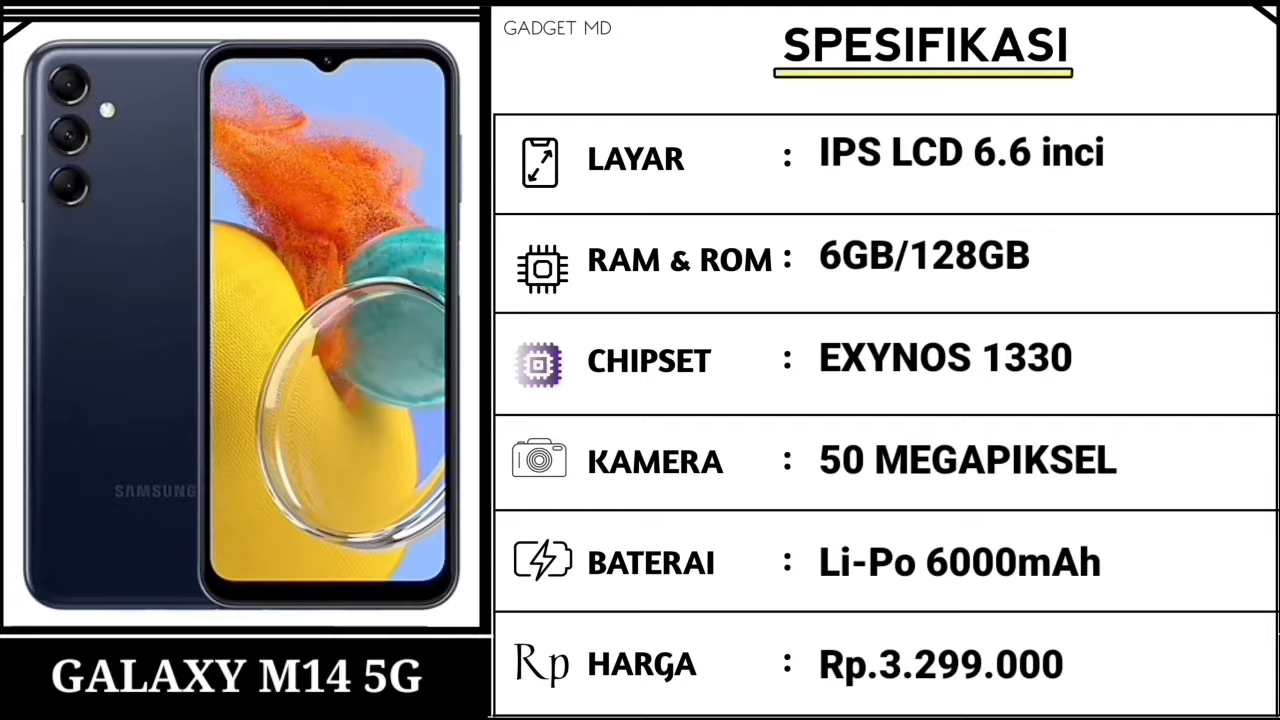 GADGET MD
SPESIFIKASI
LAYAR : IPS LCD 6.6 inci
RAM & ROM : 6GB/128GB
CHIPSET : EXYNOS 1330
KAMERA : 50 MEGAPIKSEL
BATERAI : Li-Po 6000mAh
Rp HARGA : Rp.3.299.000
SAMSUNG
GALAXY M14 5G